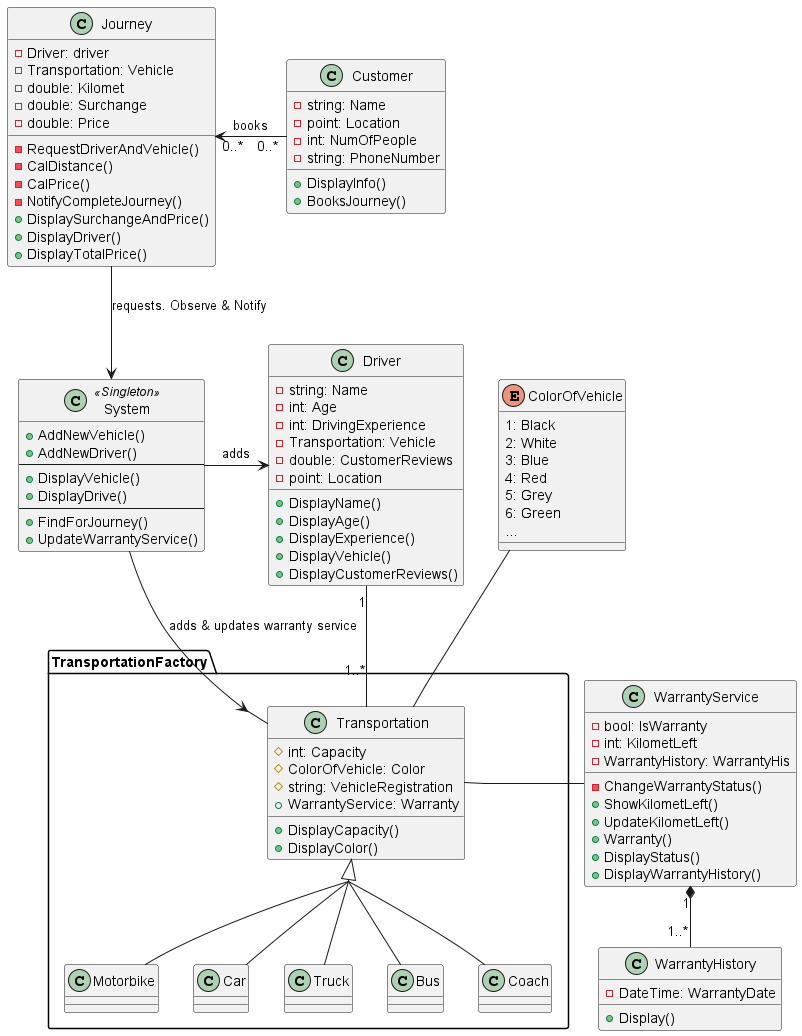 C Journey
Driver: driver
Transportation: Vehicle
double: Kilomet
double: Surchange
double: Price
RequestDriverAndVehicle()
CalDistance()
CalPrice()
NotifyCompleteJourney()
DisplaySurchangeAndPrice()
DisplayDriver()
DisplayTotalPrice()
C Customer
string: Name
point: Location
int: NumOfPeople
string: PhoneNumber
DisplayInfo()
BooksJourney()
books
0..* 0..*
requests. Observe & Notify
C «Singleton»
System
AddNewVehicle()
AddNewDriver()
DisplayVehicle()
DisplayDrive()
FindForJourney()
UpdateWarrantyService()
adds
C Driver
string: Name
int: Age
int: DrivingExperience
Transportation: Vehicle
double: CustomerReviews
point: Location
DisplayName()
DisplayAge()
DisplayExperience()
DisplayVehicle()
DisplayCustomerReviews()
E ColorOfVehicle
1: Black
2: White
3: Blue
4: Red
5: Grey
6: Green
...
1
adds & updates warranty service
1..*
TransportationFactory
C Transportation
int: Capacity
ColorOfVehicle: Color
string: VehicleRegistration
WarrantyService: Warranty
DisplayCapacity()
DisplayColor()
C WarrantyService
bool: IsWarranty
int: KilometLeft
WarrantyHistory: WarrantyHis
ChangeWarrantyStatus()
ShowKilometLeft()
UpdateKilometLeft()
Warranty()
DisplayStatus()
DisplayWarrantyHistory()
1
1..*
C Motorbike
C Car
C Truck
C Bus
C Coach
C WarrantyHistory
DateTime: WarrantyDate
Display()